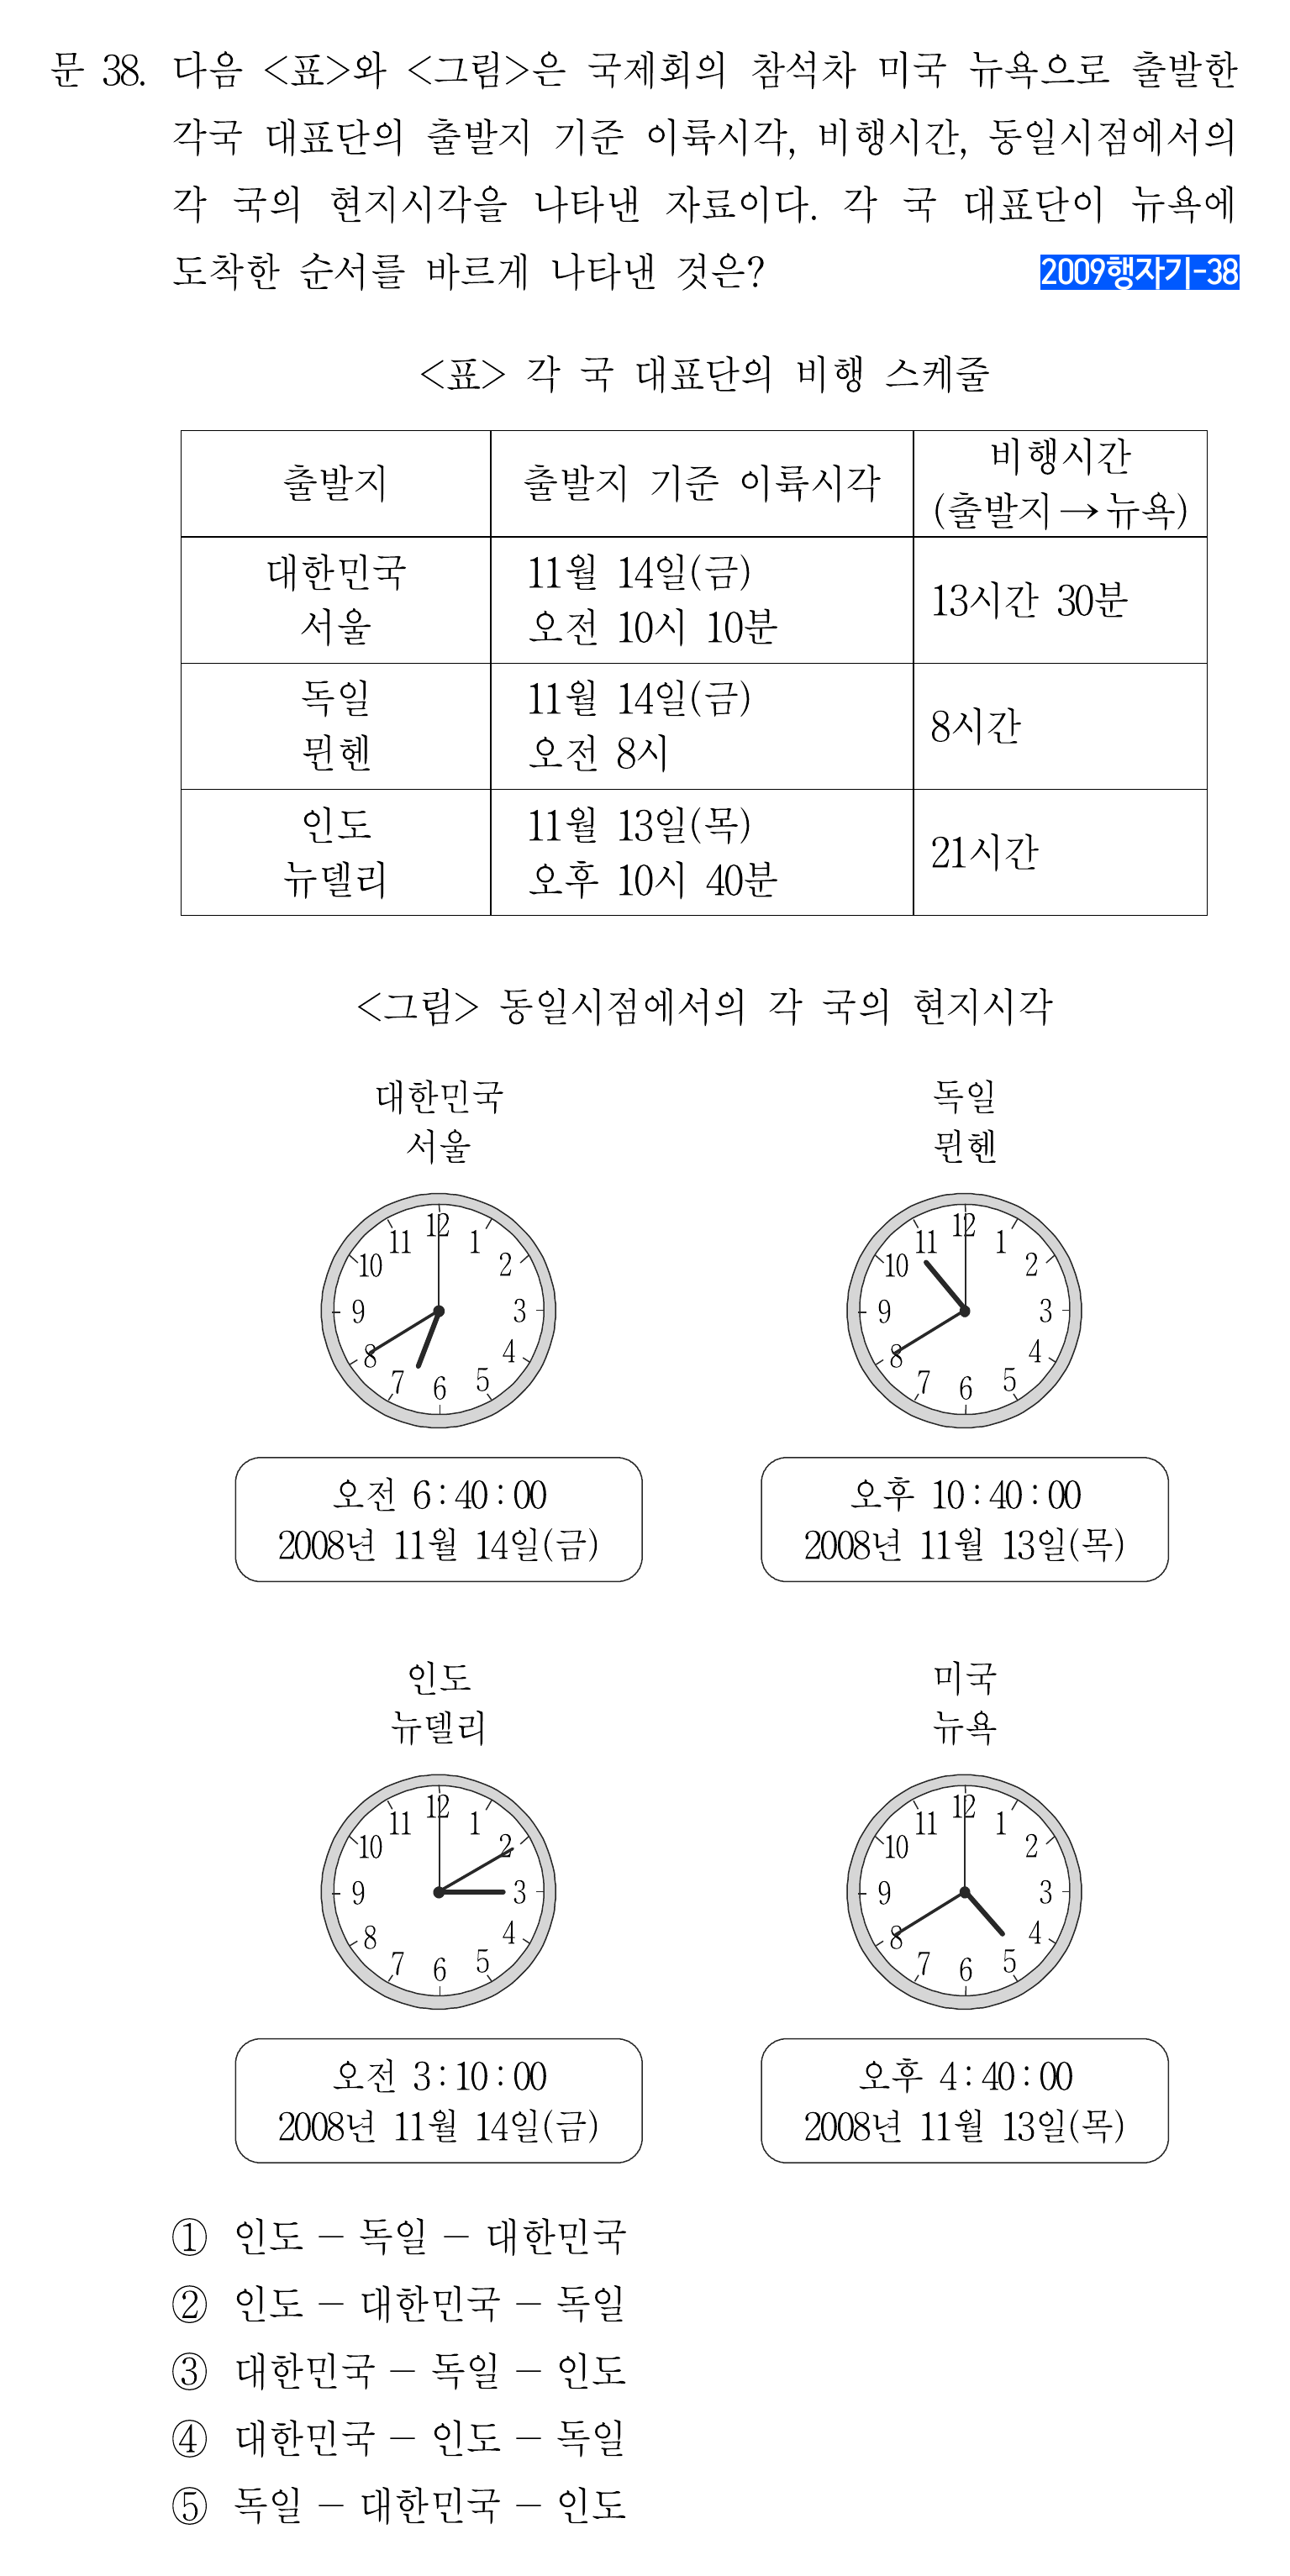 문 38. 다음 <표>와 <그림>은 국제회의 참석차 미국 뉴욕으로 출발한
각국 대표단의 출발지 기준 이륙시각, 비행시간, 동일시점에서의
각 국의 현지시각을 나타낸 자료이다. 각 국 대표단이 뉴욕에
도착한 순서를 바르게 나타낸 것은?
2009행자기-38
<표> 각 국 대표단의 비행 스케줄
출발지
출발지 기준 이륙시각
비행시간
(출발지→뉴욕)
대한민국
서울
11월 14일(금)
오전 10시 10분
13시간 30분
독일
뮌헨
11월 14일(금)
오전 8시
8시간
인도
뉴델리
11월 13일(목)
오후 10시 40분
21시간
<그림> 동일시점에서의 각 국의 현지시각
대한민국
서울
12
1
2
3
4
5
6
7
8
9
10
11
오전 6:40:00
2008년 11월 14일(금)
독일
뮌헨
12
1
2
3
4
5
6
7
8
9
10
11
오후 10:40:00
2008년 11월 13일(목)
인도
뉴델리
12
1
2
3
4
5
6
7
8
9
10
11
오전 3:10:00
2008년 11월 14일(금)
미국
뉴욕
12
1
2
3
4
5
6
7
8
9
10
11
오후 4:40:00
2008년 11월 13일(목)
① 인도 - 독일 - 대한민국
② 인도 - 대한민국 - 독일
③ 대한민국 - 독일 - 인도
④ 대한민국 - 인도 - 독일
⑤ 독일 - 대한민국 - 인도